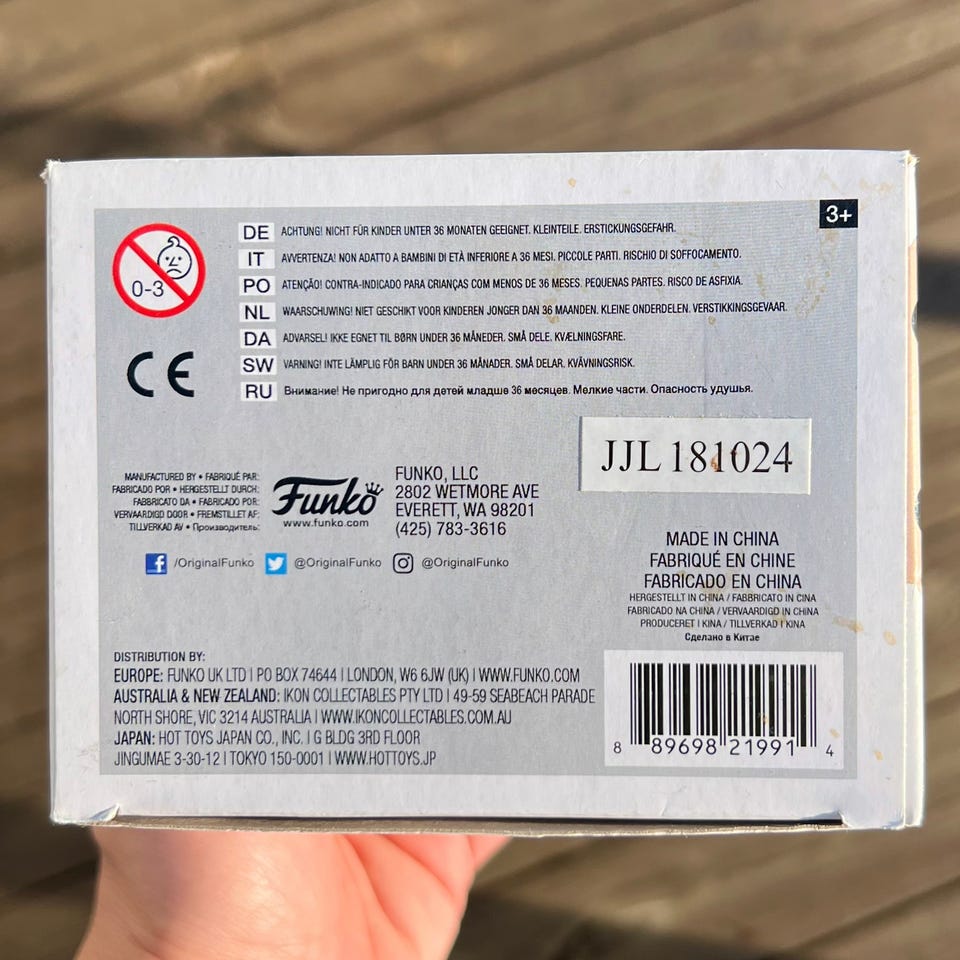 3+
0-3
DE ACHTUNG! NICHT FÜR KINDER UNTER 36 MONATEN GEEIGNET. KLEINTEILE. ERSTICKUNGSGEFAHR.
IT AVVERTENZA! NON ADATTO A BAMBINI DI ETÀ INFERIORE A 36 MESI. PICCOLE PARTI. RISCHIO DI SOFFOCAMENTO.
PO ATENÇÃO! CONTRA-INDICADO PARA CRIANÇAS COM MENOS DE 36 MESES. PEQUENAS PARTES. RISCO DE ASFIXIA.
NL WAARSCHUWING! NIET GESCHIKT VOOR KINDEREN JONGER DAN 36 MAANDEN. KLEINE ONDERDELEN. VERSTIKKINGSGEVAAR.
DA ADVARSEL! IKKE EGNET TIL BØRN UNDER 36 MÅNEDER. SMÅ DELE. KVÆLNINGSFARE.
SW VARNING! INTE LÄMPLIG FÖR BARN UNDER 36 MÅNADER. SMÅ DELAR. KVÄVNINGSRISK.
RU Внимание! Не пригодно для детей младше 36 месяцев. Мелкие части. Опасность удушья.
CE
JJL 181024
MANUFACTURED BY • FABRIQUÉ PAR:
FABRICADO POR • HERGESTELLT DURCH:
FABBRICATO DA • FABRICADO POR:
VERVAARDIGD DOOR • FREMSTILLET AF:
TILLVERKAD AV • Производитель:
Funko
www.funko.com
FUNKO, LLC
2802 WETMORE AVE
EVERETT, WA 98201
(425) 783-3616
/OriginalFunko @OriginalFunko @OriginalFunko
MADE IN CHINA
FABRIQUÉ EN CHINE
FABRICADO EN CHINA
HERGESTELLT IN CHINA / FABBRICATO IN CINA
FABRICADO NA CHINA / VERVAARDIGD IN CHINA
PRODUCERET I KINA / TILLVERKAD I KINA
Сделано в Китае
DISTRIBUTION BY:
EUROPE: FUNKO UK LTD | PO BOX 74644 | LONDON, W6 6JW (UK) | WWW.FUNKO.COM
AUSTRALIA & NEW ZEALAND: IKON COLLECTABLES PTY LTD | 49-59 SEABEACH PARADE
NORTH SHORE, VIC 3214 AUSTRALIA | WWW.IKONCOLLECTABLES.COM.AU
JAPAN: HOT TOYS JAPAN CO., INC. | G BLDG 3RD FLOOR
JINGUMAE 3-30-12 | TOKYO 150-0001 | WWW.HOTTOYS.JP
8 89698 21991 4